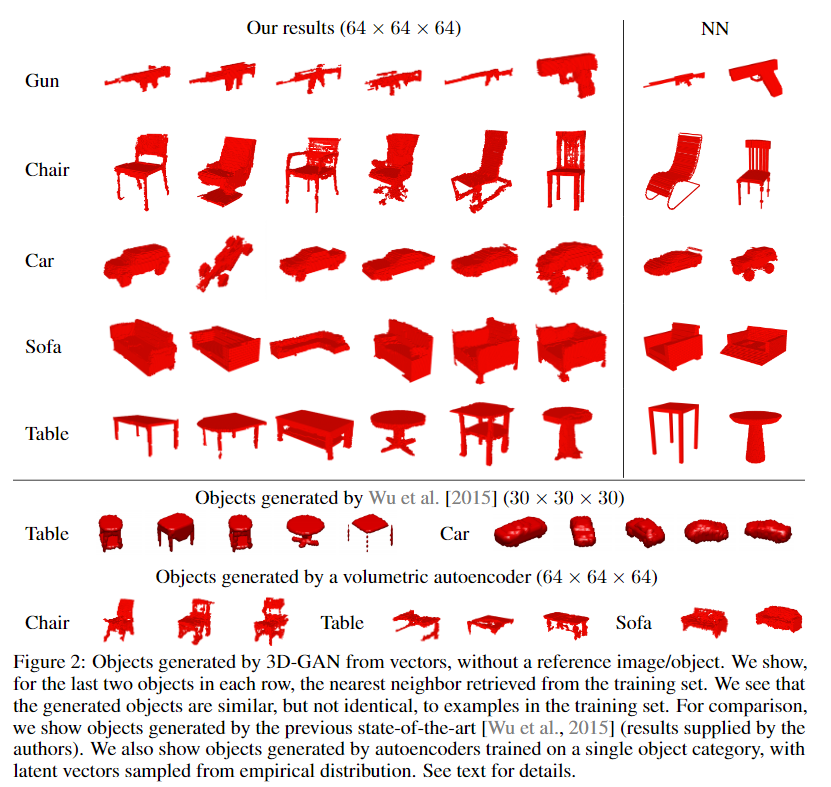 Our results (64 × 64 × 64) NN
Gun
Chair
Car
Sofa
Table
Objects generated by Wu et al. [2015] (30 × 30 × 30)
Table Car
Objects generated by a volumetric autoencoder (64 × 64 × 64)
Chair Table Sofa
Figure 2: Objects generated by 3D-GAN from vectors, without a reference image/object. We show,
for the last two objects in each row, the nearest neighbor retrieved from the training set. We see that
the generated objects are similar, but not identical, to examples in the training set. For comparison,
we show objects generated by the previous state-of-the-art [Wu et al., 2015] (results supplied by the
authors). We also show objects generated by autoencoders trained on a single object category, with
latent vectors sampled from empirical distribution. See text for details.